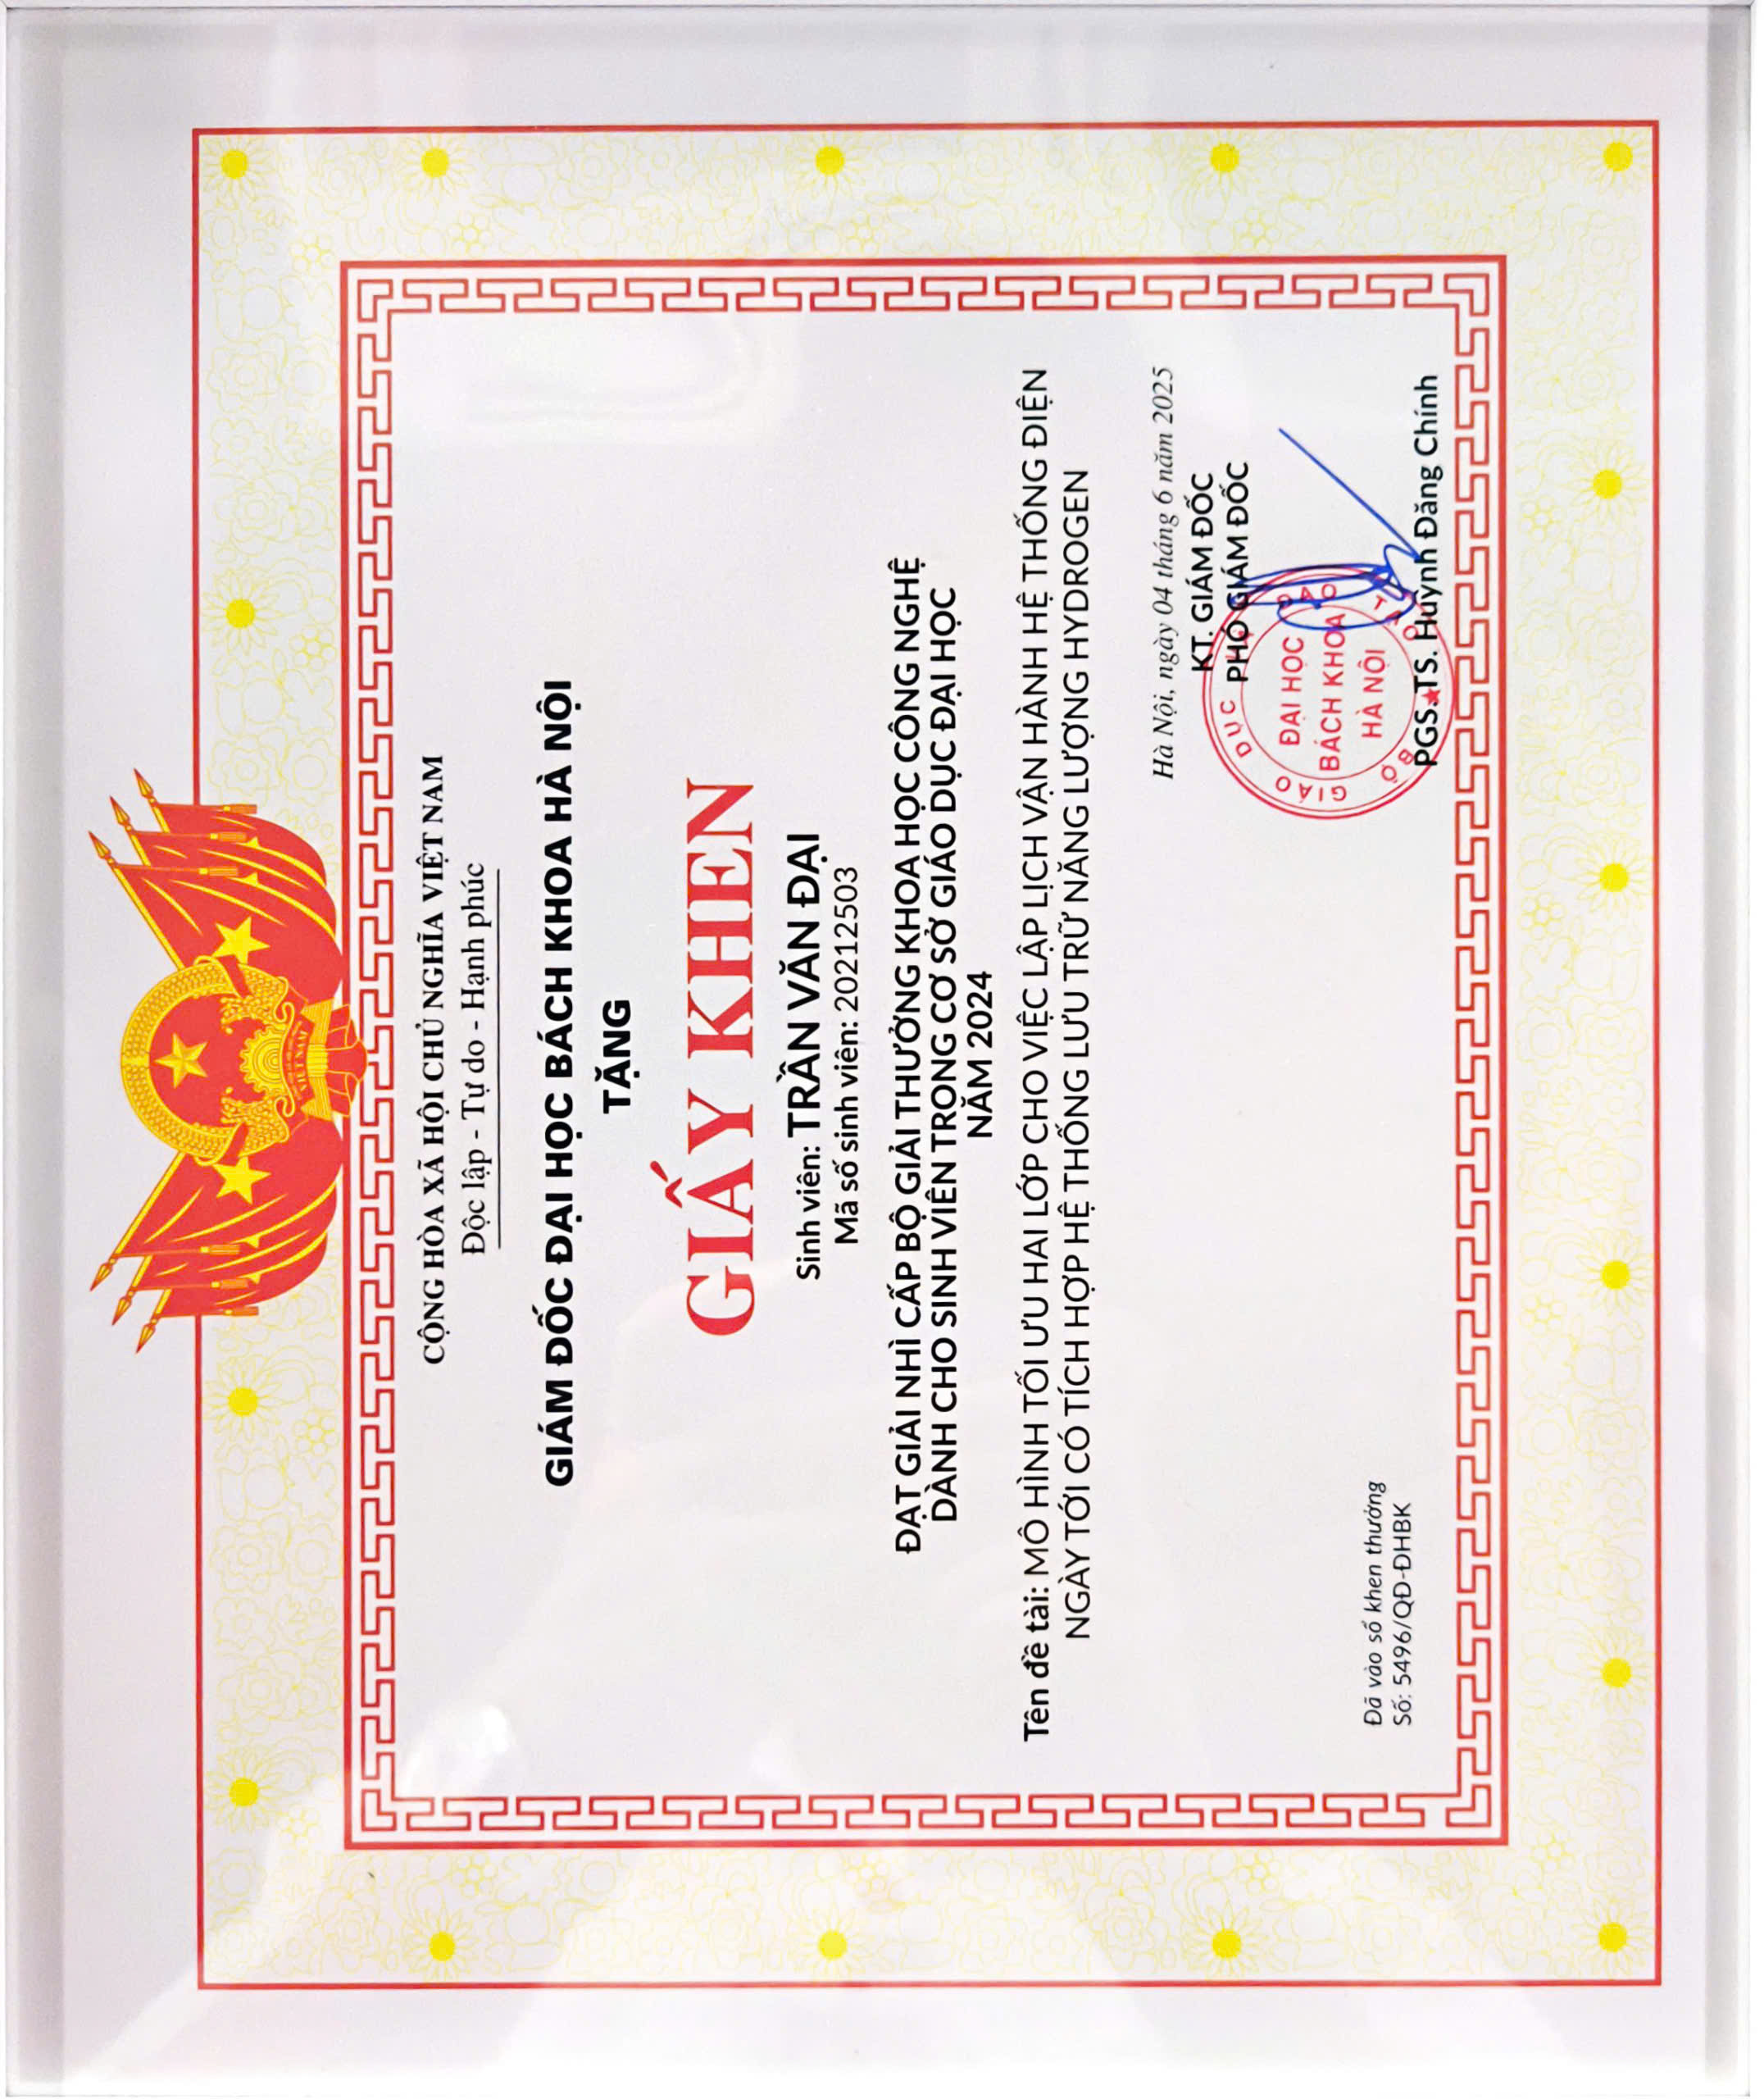 VIỆT NAM
CỘNG HÒA XÃ HỘI CHỦ NGHĨA VIỆT NAM
Độc lập - Tự do - Hạnh phúc
GIÁM ĐỐC ĐẠI HỌC BÁCH KHOA HÀ NỘI
TẶNG
GIẤY KHEN
Sinh viên: TRẦN VĂN ĐẠI
Mã số sinh viên: 20212503
ĐẠT GIẢI NHÌ CẤP BỘ GIẢI THƯỞNG KHOA HỌC CÔNG NGHỆ
DÀNH CHO SINH VIÊN TRONG CƠ SỞ GIÁO DỤC ĐẠI HỌC
NĂM 2024
Tên đề tài: MÔ HÌNH TỐI ƯU HAI LỚP CHO VIỆC LẬP LỊCH VẬN HÀNH HỆ THỐNG ĐIỆN
NGÀY TỚI CÓ TÍCH HỢP HỆ THỐNG LƯU TRỮ NĂNG LƯỢNG HYDROGEN
Hà Nội, ngày 04 tháng 6 năm 2025
KT. GIÁM ĐỐC
PHÓ GIÁM ĐỐC
BỘ GIÁO DỤC VÀ ĐÀO TẠO
ĐẠI HỌC
BÁCH KHOA
HÀ NỘI
PGS. TS. Huỳnh Đăng Chính
Đã vào sổ khen thưởng
Số: 5496/QĐ-ĐHBK